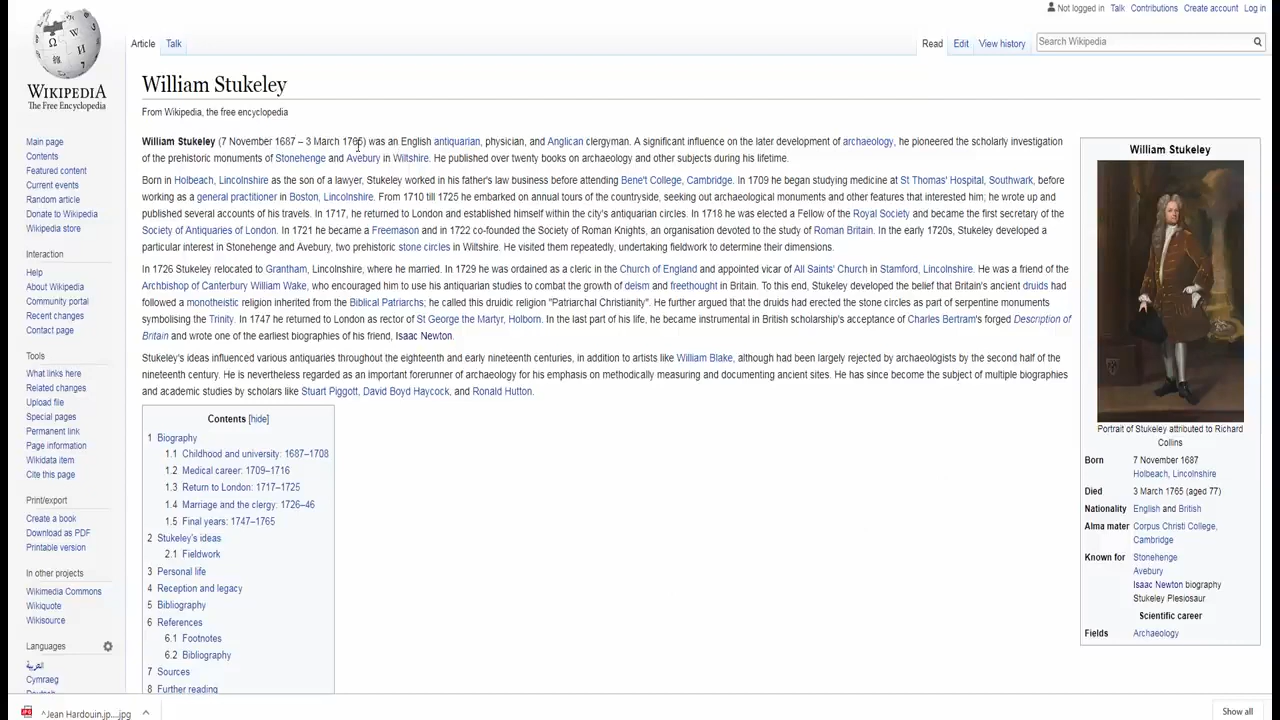 Not logged in Talk Contributions Create account Log in
WIKIPEDIA
The Free Encyclopedia
Article Talk
Read Edit View history
Search Wikipedia
William Stukeley
From Wikipedia, the free encyclopedia
William Stukeley (7 November 1687 – 3 March 1765) was an English antiquarian, physician, and Anglican clergyman. A significant influence on the later development of archaeology, he pioneered the scholarly investigation
of the prehistoric monuments of Stonehenge and Avebury in Wiltshire. He published over twenty books on archaeology and other subjects during his lifetime.
Born in Holbeach, Lincolnshire as the son of a lawyer, Stukeley worked in his father's law business before attending Bene't College, Cambridge. In 1709 he began studying medicine at St Thomas' Hospital, Southwark, before
working as a general practitioner in Boston, Lincolnshire. From 1710 till 1725 he embarked on annual tours of the countryside, seeking out archaeological monuments and other features that interested him; he wrote up and
published several accounts of his travels. In 1717, he returned to London and established himself within the city's antiquarian circles. In 1718 he was elected a Fellow of the Royal Society and became the first secretary of the
Society of Antiquaries of London. In 1721 he became a Freemason and in 1722 co-founded the Society of Roman Knights, an organisation devoted to the study of Roman Britain. In the early 1720s, Stukeley developed a
particular interest in Stonehenge and Avebury, two prehistoric stone circles in Wiltshire. He visited them repeatedly, undertaking fieldwork to determine their dimensions.
In 1726 Stukeley relocated to Grantham, Lincolnshire, where he married. In 1729 he was ordained as a cleric in the Church of England and appointed vicar of All Saints' Church in Stamford, Lincolnshire. He was a friend of the
Archbishop of Canterbury William Wake, who encouraged him to use his antiquarian studies to combat the growth of deism and freethought in Britain. To this end, Stukeley developed the belief that Britain's ancient druids had
followed a monotheistic religion inherited from the Biblical Patriarchs; he called this druidic religion "Patriarchal Christianity". He further argued that the druids had erected the stone circles as part of serpentine monuments
symbolising the Trinity. In 1747 he returned to London as rector of St George the Martyr, Holborn. In the last part of his life, he became instrumental in British scholarship's acceptance of Charles Bertram's forged Description of
Britain and wrote one of the earliest biographies of his friend, Isaac Newton.
Stukeley's ideas influenced various antiquaries throughout the eighteenth and early nineteenth centuries, in addition to artists like William Blake, although had been largely rejected by archaeologists by the second half of the
nineteenth century. He is nevertheless regarded as an important forerunner of archaeology for his emphasis on methodically measuring and documenting ancient sites. He has since become the subject of multiple biographies
and academic studies by scholars like Stuart Piggott, David Boyd Haycock, and Ronald Hutton.
Contents [hide]
1 Biography
1.1 Childhood and university: 1687–1708
1.2 Medical career: 1709–1716
1.3 Return to London: 1717–1725
1.4 Marriage and the clergy: 1726–46
1.5 Final years: 1747–1765
2 Stukeley's ideas
2.1 Fieldwork
3 Personal life
4 Reception and legacy
5 Bibliography
6 References
6.1 Footnotes
6.2 Bibliography
7 Sources
8 Further reading
William Stukeley
Portrait of Stukeley attributed to Richard
Collins
Born 7 November 1687
Holbeach, Lincolnshire
Died 3 March 1765 (aged 77)
Nationality English and British
Alma mater Corpus Christi College,
Cambridge
Known for Stonehenge
Avebury
Isaac Newton biography
Stukeley Plesiosaur
Scientific career
Fields Archaeology
Main page
Contents
Featured content
Current events
Random article
Donate to Wikipedia
Wikipedia store
Interaction
Help
About Wikipedia
Community portal
Recent changes
Contact page
Tools
What links here
Related changes
Upload file
Special pages
Permanent link
Page information
Wikidata item
Cite this page
Print/export
Create a book
Download as PDF
Printable version
In other projects
Wikimedia Commons
Wikiquote
Wikisource
Languages
العربية
Cymraeg
Deutsch
^Jean Hardouin.jp....jpg
Show all